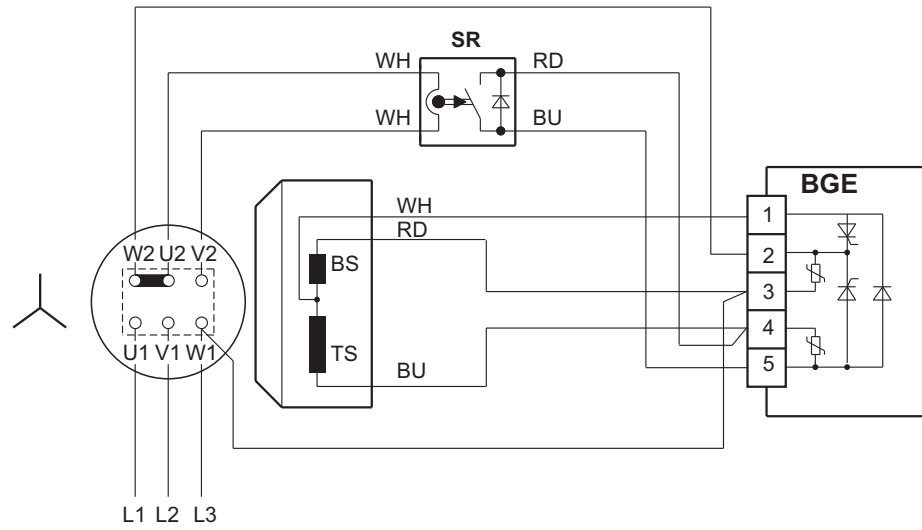 SR
WH RD
WH BU
BGE
WH
RD
1
W2 U2 V2
BS
2
3
4
U1 V1 W1
TS
5
BU
L1 L2 L3